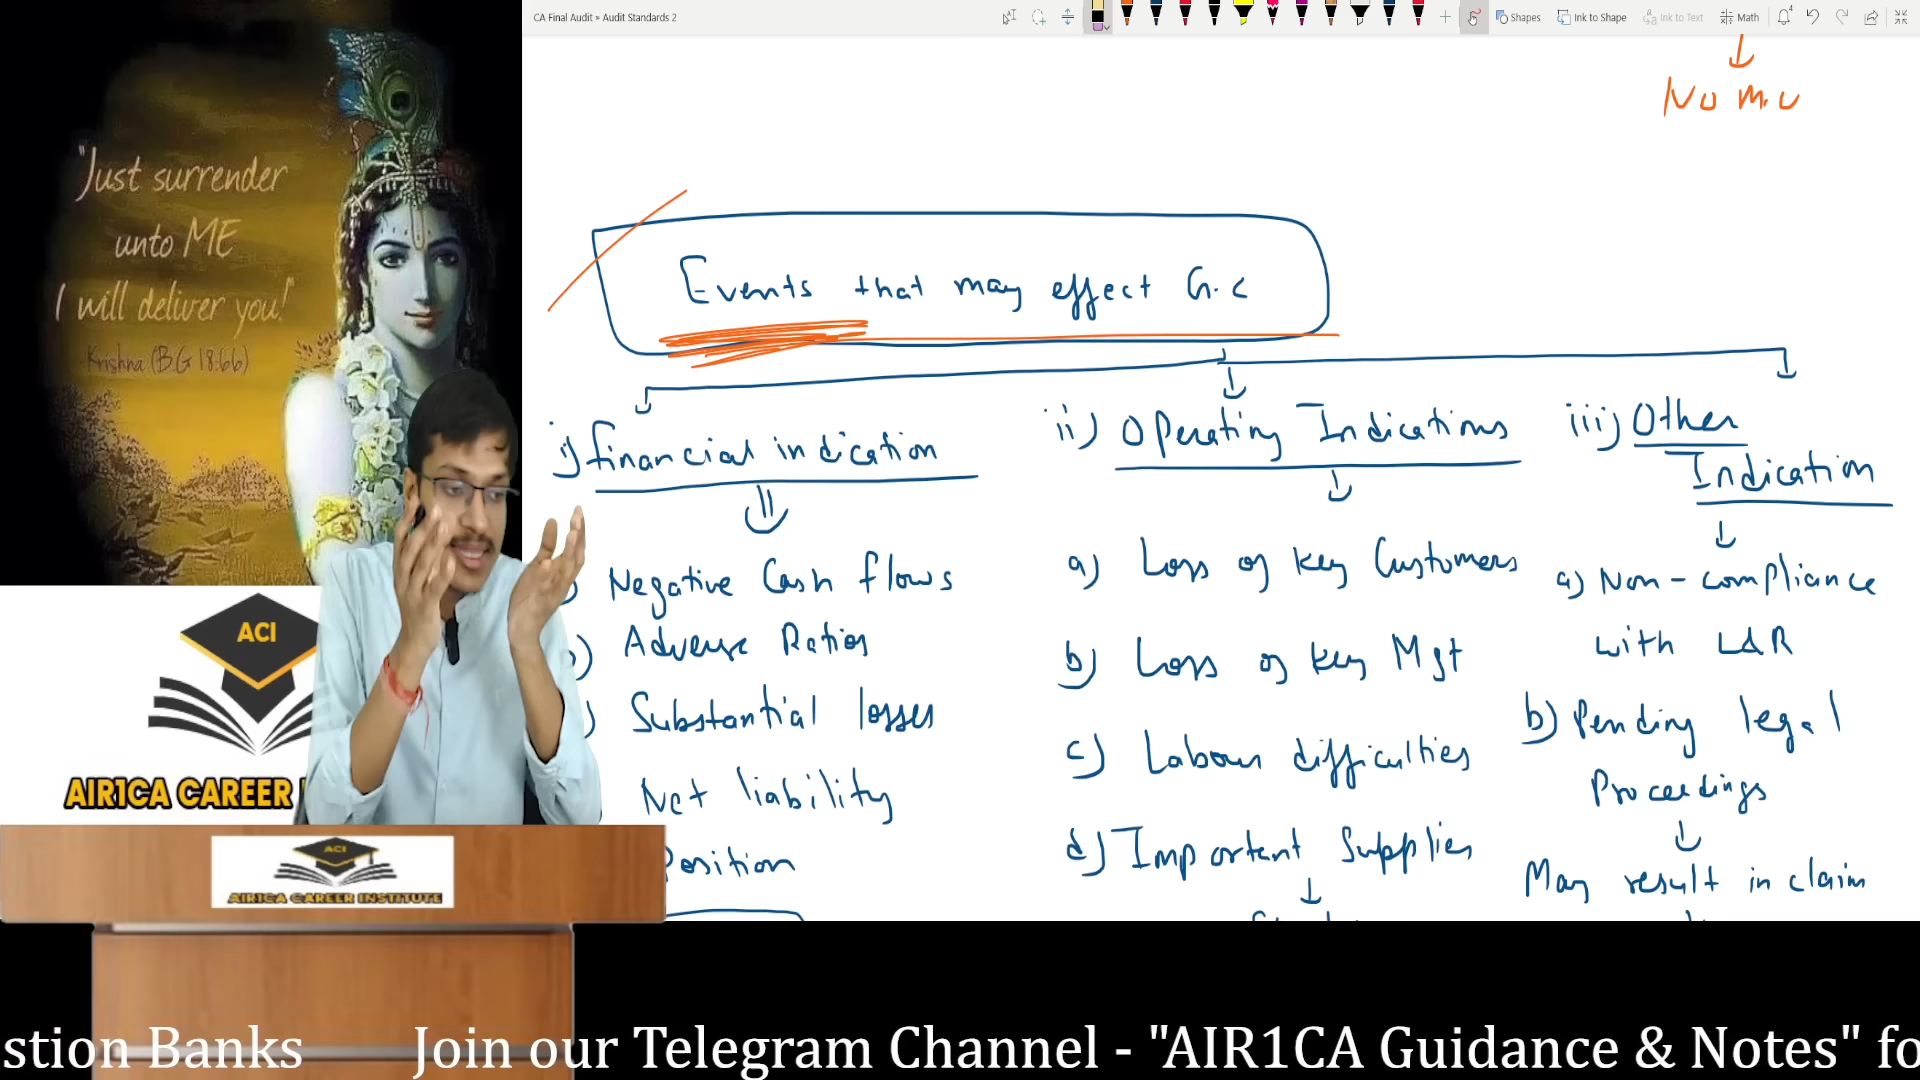 CA Final Audit » Audit Standards 2
Shapes
Ink to Shape
Ink to Text
Math
No m.u
"Just surrender
unto ME
I will deliver you!"
Krishna (B.G 18:66)
Events that may effect G.C
i) financial indication
Negative Cash flows
Adverse Ratios
Substantial losses
Net liability
Position
ii) Operating Indications
a) Loss of key Customers
b) Loss of key Mgt
c) Labour difficulties
d) Important Supplies
iii) Other
Indication
a) Non-compliance
with L&R
b) Pending legal
Proceedings
May result in claim
ACI
AIR1CA CAREER
ACI
AIR1CA CAREER INSTITUTE
stion Banks Join our Telegram Channel - "AIR1CA Guidance & Notes" fo